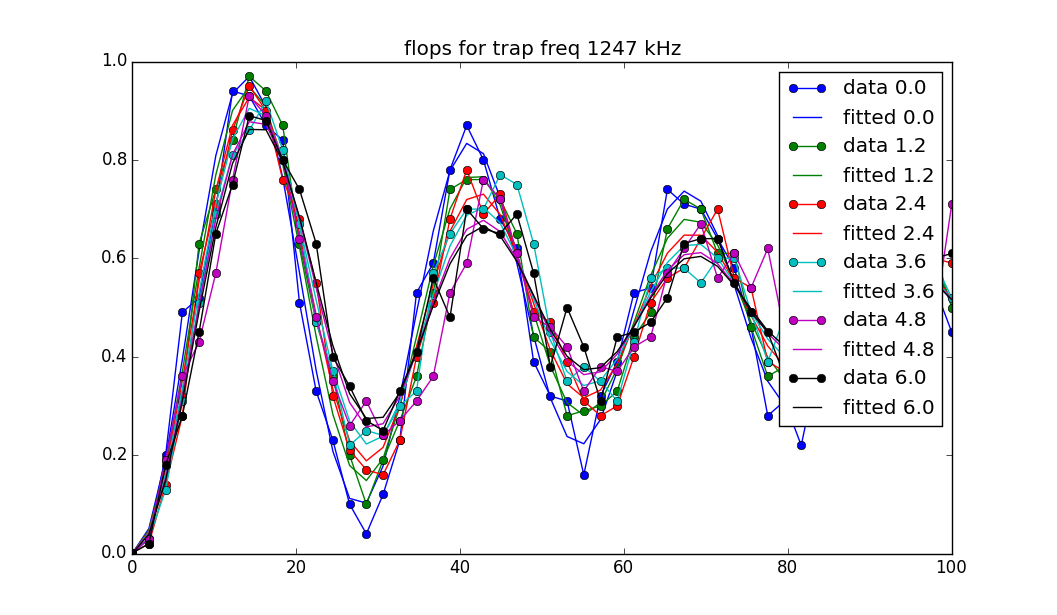 flops for trap freq 1247 kHz
1.0
0.8
0.6
0.4
0.2
0.0
0 20 40 60 80 100
data 0.0
fitted 0.0
data 1.2
fitted 1.2
data 2.4
fitted 2.4
data 3.6
fitted 3.6
data 4.8
fitted 4.8
data 6.0
fitted 6.0